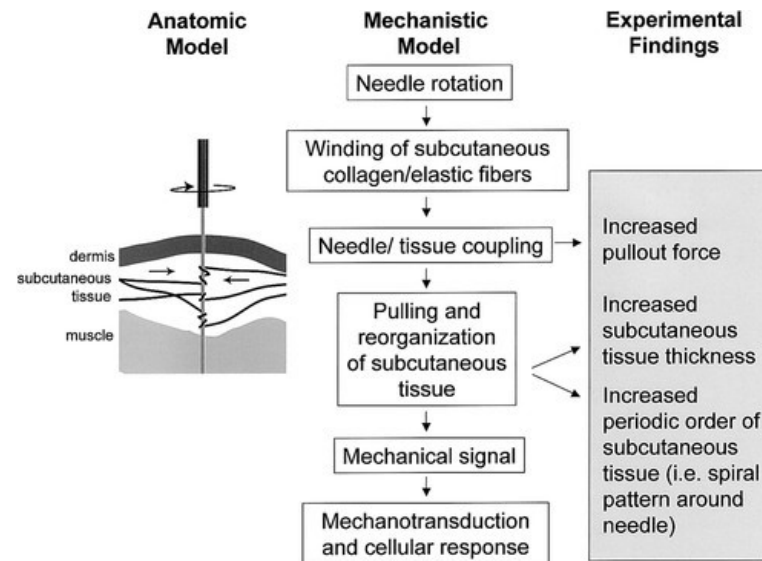 Anatomic
Model
Mechanistic
Model
Experimental
Findings
Needle rotation
Winding of subcutaneous
collagen/elastic fibers
Needle/ tissue coupling
Pulling and
reorganization
of subcutaneous
tissue
Mechanical signal
Mechanotransduction
and cellular response
dermis
subcutaneous
tissue
muscle
Increased
pullout force
Increased
subcutaneous
tissue thickness
Increased
periodic order of
subcutaneous
tissue (i.e. spiral
pattern around
needle)